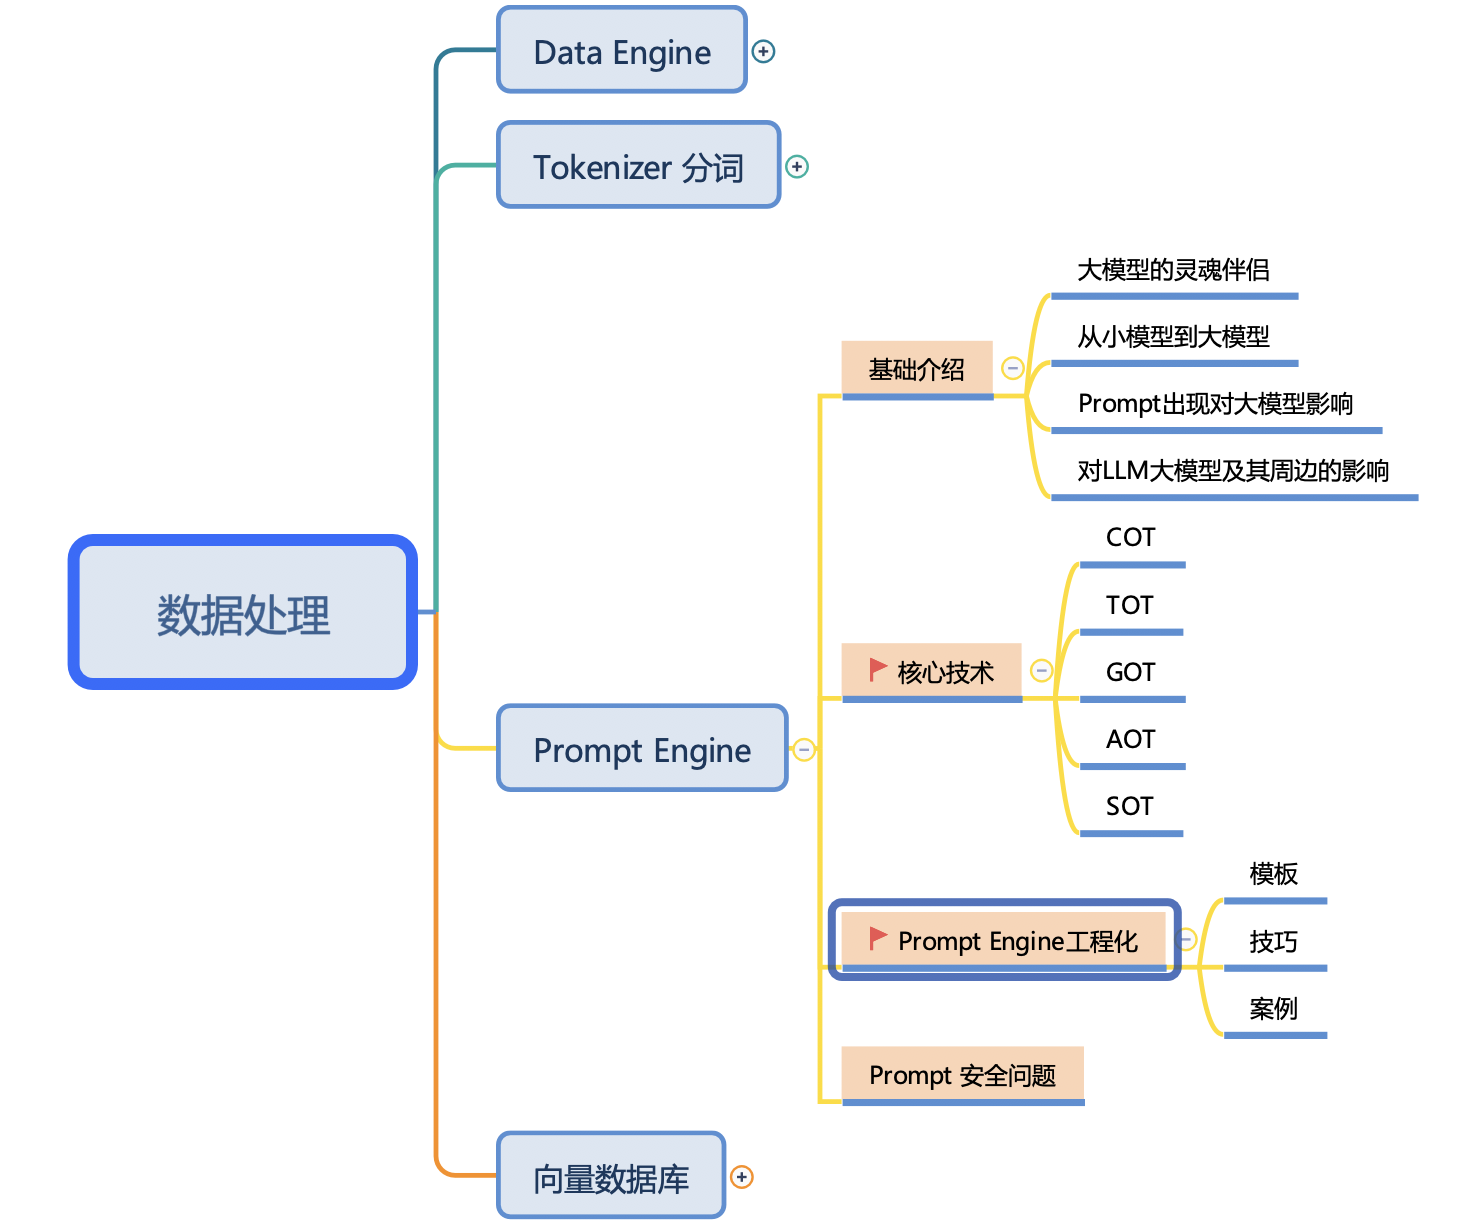 Data Engine
Tokenizer 分词
数据处理
Prompt Engine
基础介绍
大模型的灵魂伴侣
从小模型到大模型
Prompt出现对大模型影响
对LLM大模型及其周边的影响
核心技术
COT
TOT
GOT
AOT
SOT
Prompt Engine工程化
模板
技巧
案例
Prompt 安全问题
向量数据库